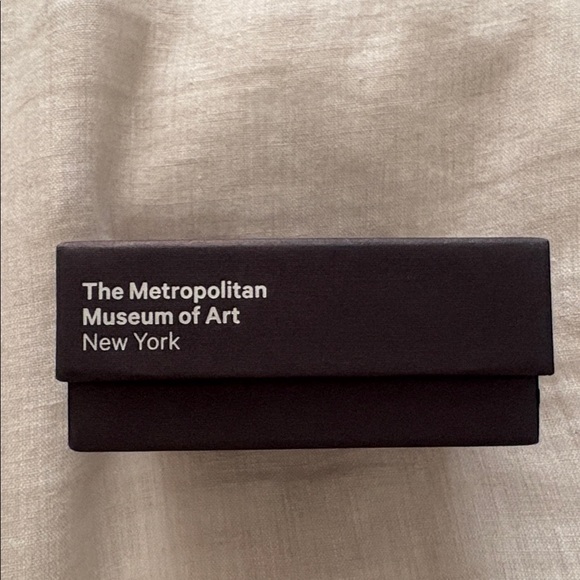 The Metropolitan
Museum of Art
New York